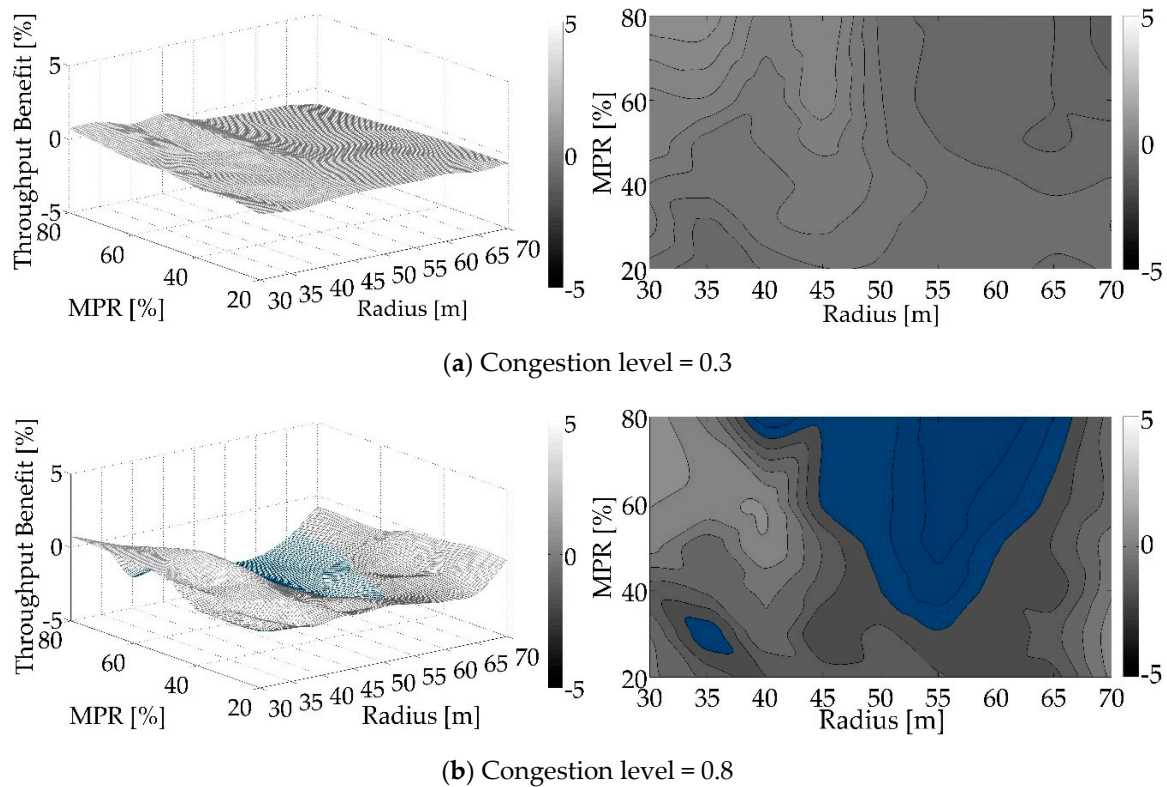 Throughput Benefit [%]
5
0
-5
80
60
40
20
MPR [%]
30 35 40 45 50 55 60 65 70
Radius [m]
5
0
-5
MPR [%]
80
60
40
20
30 35 40 45 50 55 60 65 70
Radius [m]
5
0
-5
(a) Congestion level = 0.3
Throughput Benefit [%]
5
0
-5
80
60
40
20
MPR [%]
30 35 40 45 50 55 60 65 70
Radius [m]
5
0
-5
MPR [%]
80
60
40
20
30 35 40 45 50 55 60 65 70
Radius [m]
5
0
-5
(b) Congestion level = 0.8